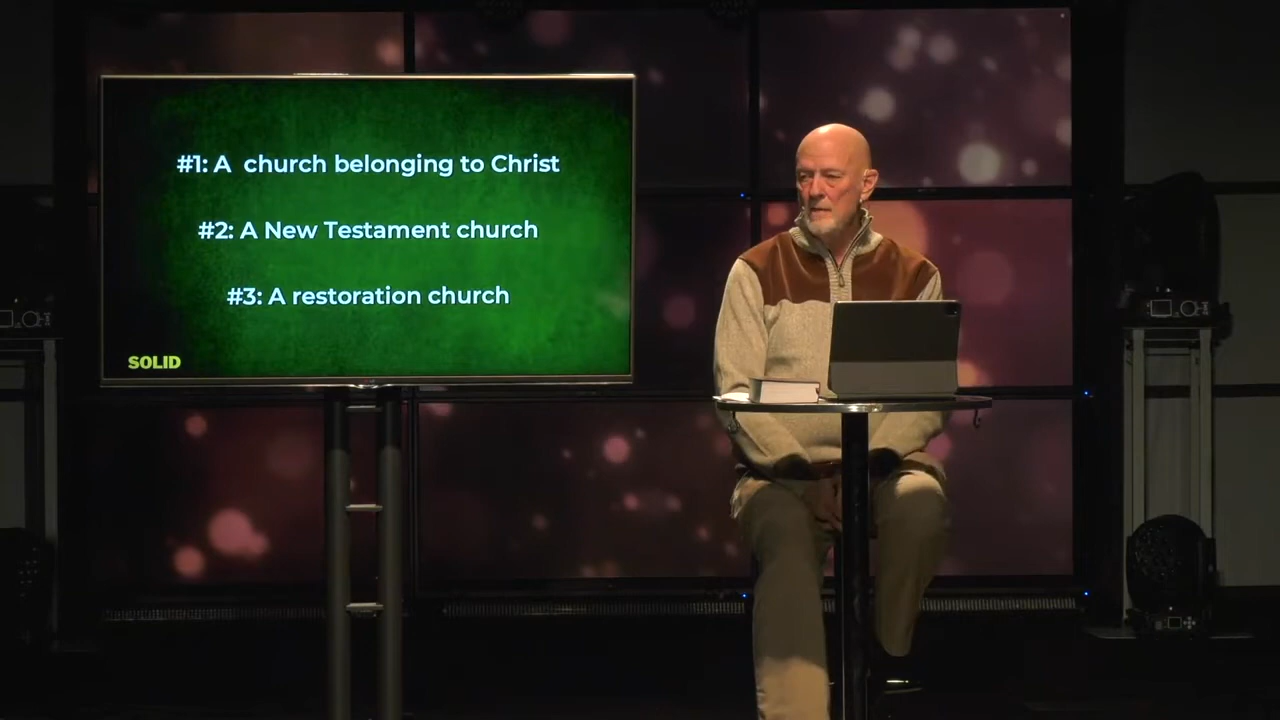 #1: A church belonging to Christ
#2: A New Testament church
#3: A restoration church
SOLID